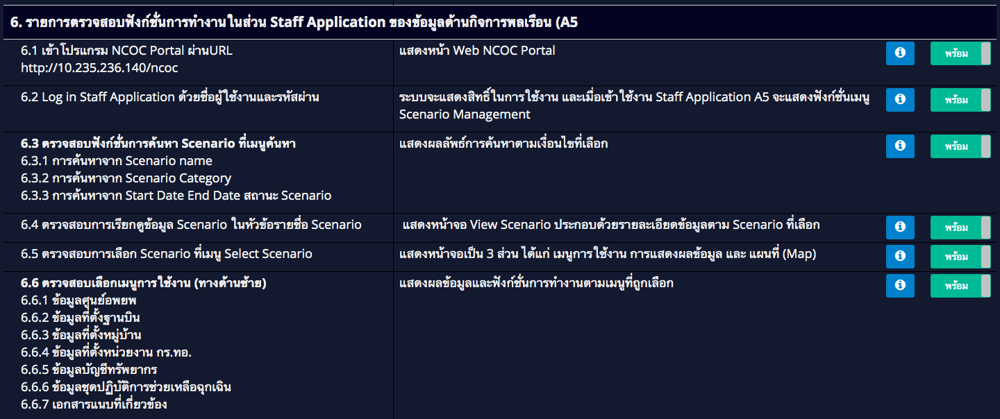 6. รายการตรวจสอบฟังก์ชั่นการทำงานในส่วน Staff Application ของข้อมูลด้านกิจการพลเรือน (A5
6.1 เข้าโปรแกรม NCOC Portal ผ่านURL
http://10.235.236.140/ncoc
แสดงหน้า Web NCOC Portal
พร้อม
6.2 Log in Staff Application ด้วยชื่อผู้ใช้งานและรหัสผ่าน
ระบบจะแสดงสิทธิ์ในการใช้งาน และเมื่อเข้าใช้งาน Staff Application A5 จะแสดงฟังก์ชั่นเมนู
Scenario Management
พร้อม
6.3 ตรวจสอบฟังก์ชั่นการค้นหา Scenario ที่เมนูค้นหา
6.3.1 การค้นหาจาก Scenario name
6.3.2 การค้นหาจาก Scenario Category
6.3.3 การค้นหาจาก Start Date End Date สถานะ Scenario
แสดงผลลัพธ์การค้นหาตามเงื่อนไขที่เลือก
พร้อม
6.4 ตรวจสอบการเรียกดูข้อมูล Scenario ในหัวข้อรายชื่อ Scenario
แสดงหน้าจอ View Scenario ประกอบด้วยรายละเอียดข้อมูลตาม Scenario ที่เลือก
พร้อม
6.5 ตรวจสอบการเลือก Scenario ที่เมนู Select Scenario
แสดงหน้าจอเป็น 3 ส่วน ได้แก่ เมนูการใช้งาน การแสดงผลข้อมูล และ แผนที่ (Map)
พร้อม
6.6 ตรวจสอบเลือกเมนูการใช้งาน (ทางด้านซ้าย)
6.6.1 ข้อมูลศูนย์อพยพ
6.6.2 ข้อมูลที่ตั้งฐานบิน
6.6.3 ข้อมูลที่ตั้งหมู่บ้าน
6.6.4 ข้อมูลที่ตั้งหน่วยงาน กร.ทอ.
6.6.5 ข้อมูลบัญชีทรัพยากร
6.6.6 ข้อมูลชุดปฏิบัติการช่วยเหลือฉุกเฉิน
6.6.7 เอกสารแนบที่เกี่ยวข้อง
แสดงผลข้อมูลและฟังก์ชั่นการทำงานตามเมนูที่ถูกเลือก
พร้อม